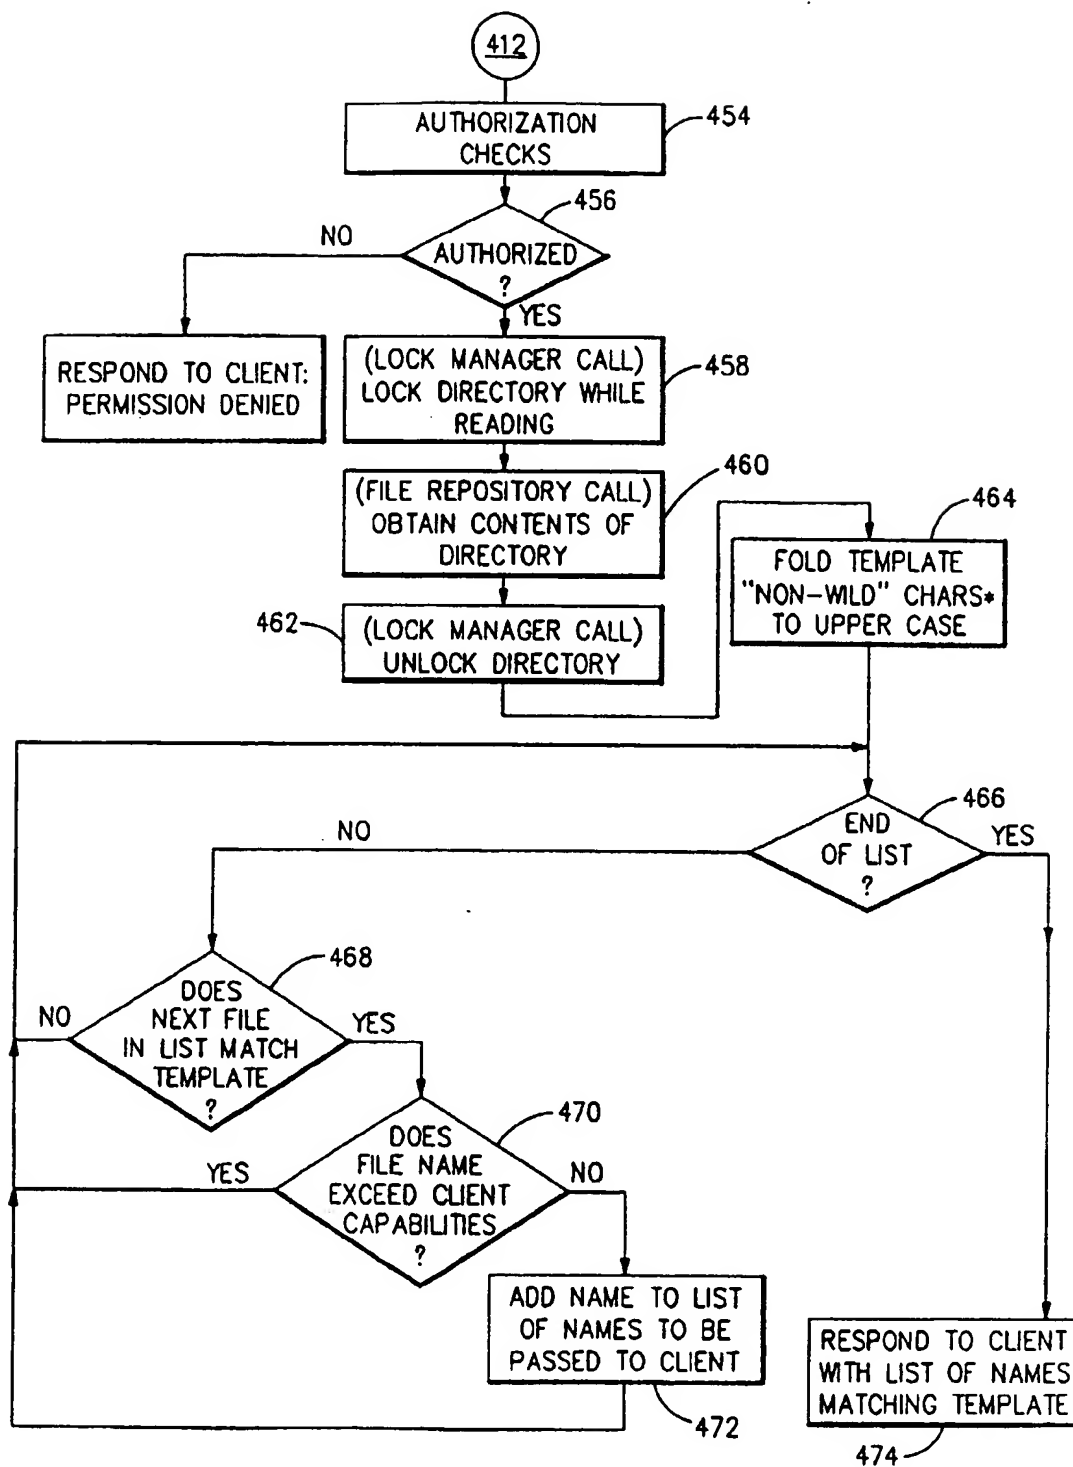 412
AUTHORIZATION
CHECKS
454
456
NO
AUTHORIZED
?
YES
RESPOND TO CLIENT:
PERMISSION DENIED
(LOCK MANAGER CALL)
LOCK DIRECTORY WHILE
READING
458
(FILE REPOSITORY CALL)
OBTAIN CONTENTS OF
DIRECTORY
460
462
(LOCK MANAGER CALL)
UNLOCK DIRECTORY
464
FOLD TEMPLATE
"NON-WILD" CHARS*
TO UPPER CASE
466
END
OF LIST
?
NO
YES
468
DOES
NEXT FILE
IN LIST MATCH
TEMPLATE
?
NO
YES
470
DOES
FILE NAME
EXCEED CLIENT
CAPABILITIES
?
YES
NO
ADD NAME TO LIST
OF NAMES TO BE
PASSED TO CLIENT
472
RESPOND TO CLIENT
WITH LIST OF NAMES
MATCHING TEMPLATE
474